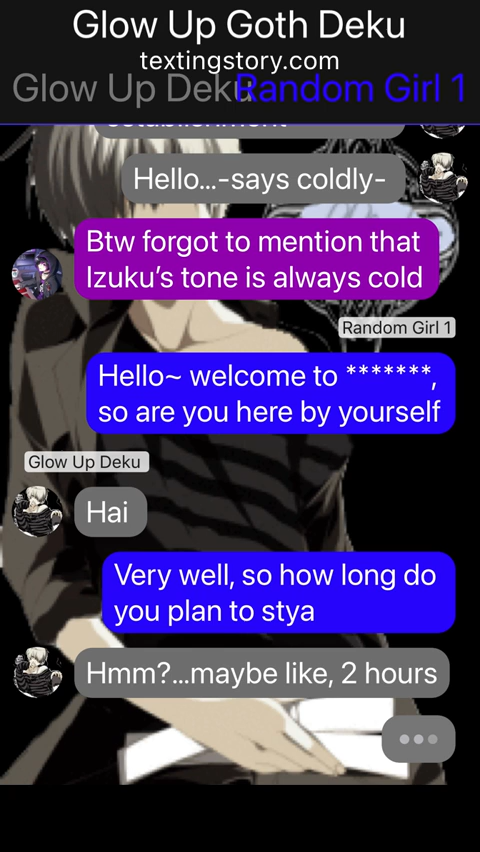 Glow Up Goth Deku
textingstory.com
Glow Up Deku Random Girl 1
Hello...-says coldly-
Btw forgot to mention that
Izuku’s tone is always cold
Random Girl 1
Hello~ welcome to *******,
so are you here by yourself
Glow Up Deku
Hai
Very well, so how long do
you plan to stya
Hmm?...maybe like, 2 hours